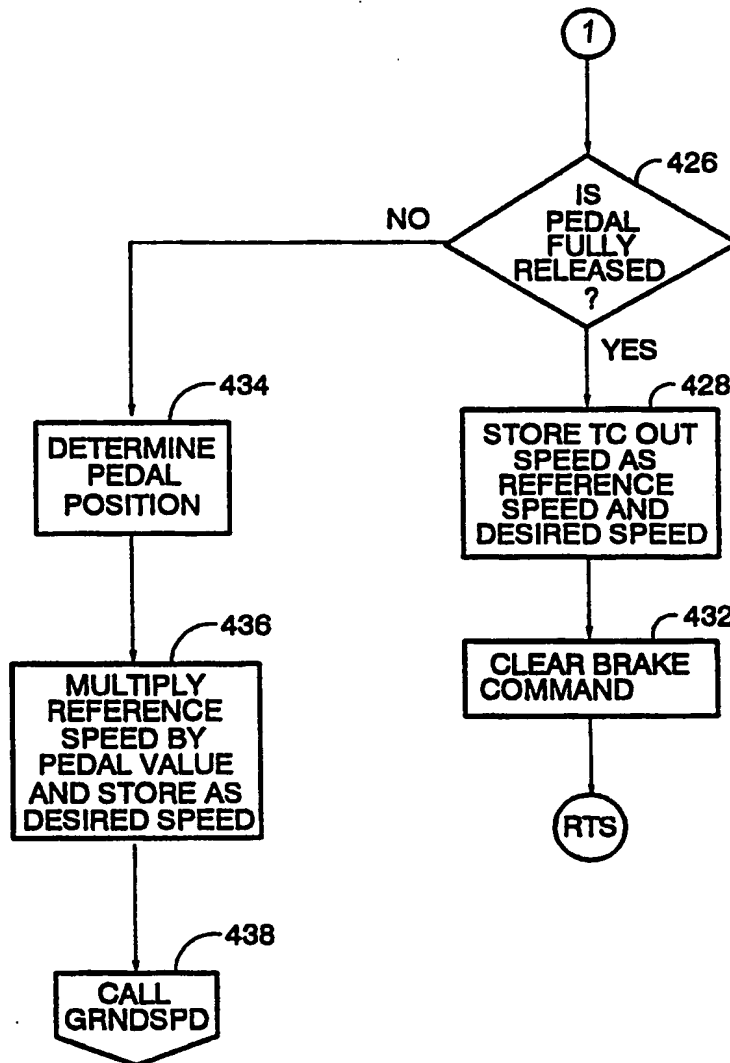 1
426
IS
PEDAL
FULLY
RELEASED
?
NO
YES
434
DETERMINE
PEDAL
POSITION
428
STORE TC OUT
SPEED AS
REFERENCE
SPEED AND
DESIRED SPEED
436
MULTIPLY
REFERENCE
SPEED BY
PEDAL VALUE
AND STORE AS
DESIRED SPEED
432
CLEAR BRAKE
COMMAND
RTS
438
CALL
GRNDSPD